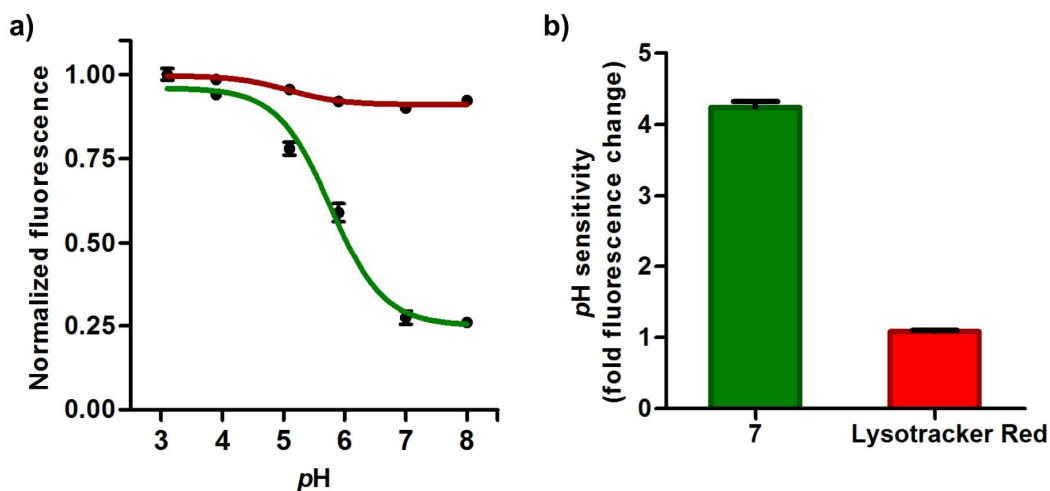 a)
Normalized fluorescence
1.00
0.75
0.50
0.25
0.00
3 4 5 6 7 8
pH
b)
pH sensitivity
(fold fluorescence change)
5
4
3
2
1
0
7 Lysotracker Red